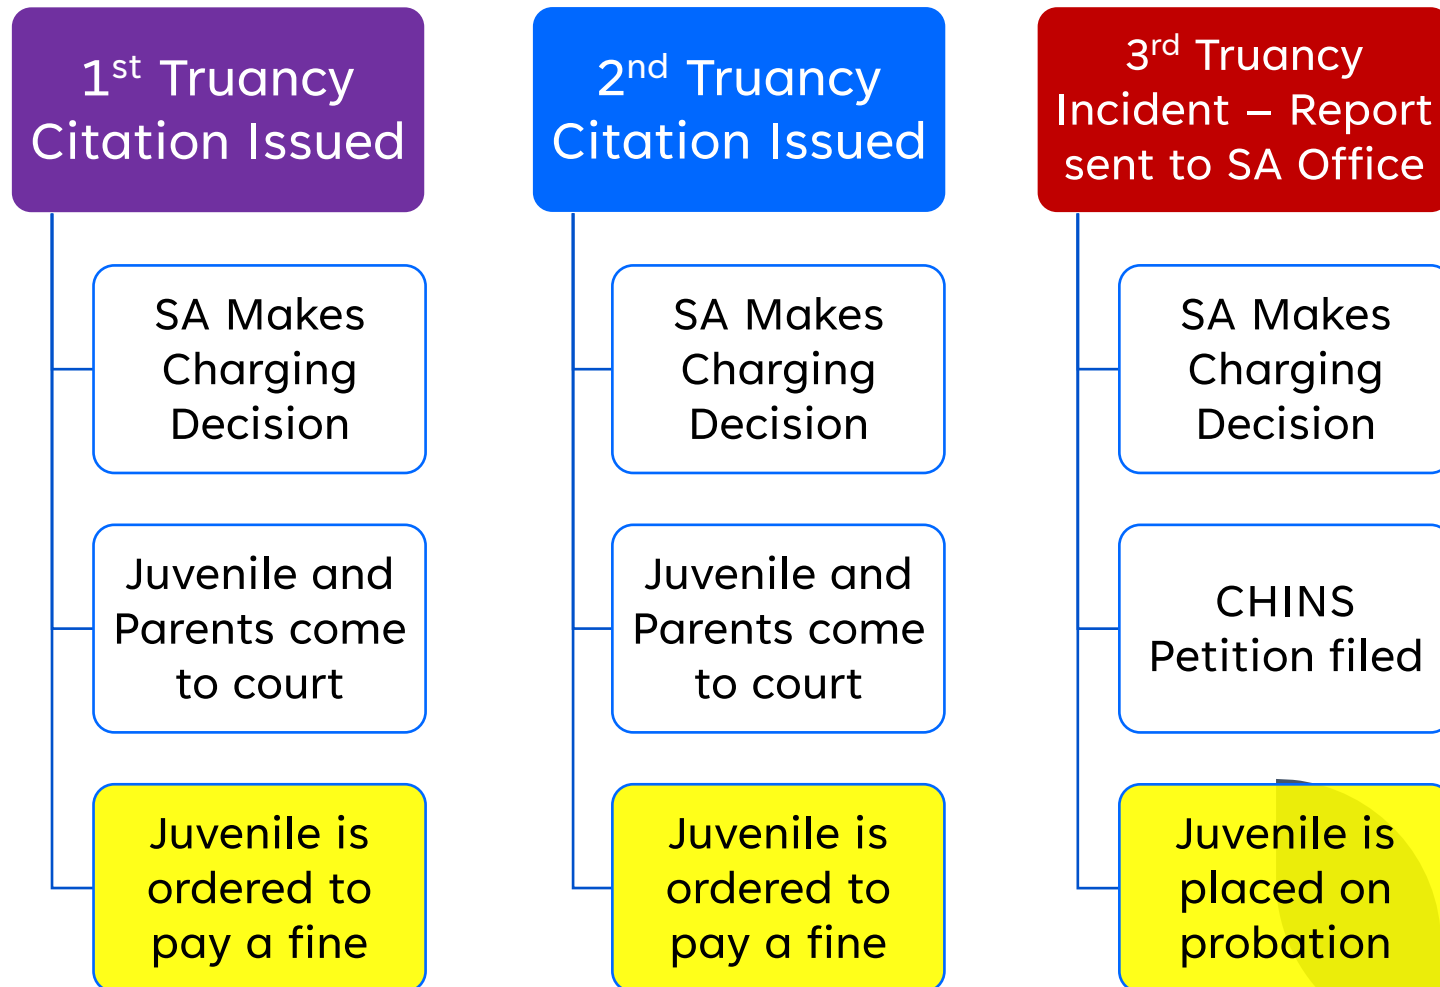 1st Truancy
Citation Issued
SA Makes
Charging
Decision
Juvenile and
Parents come
to court
Juvenile is
ordered to
pay a fine
2nd Truancy
Citation Issued
SA Makes
Charging
Decision
Juvenile and
Parents come
to court
Juvenile is
ordered to
pay a fine
3rd Truancy
Incident – Report
sent to SA Office
SA Makes
Charging
Decision
CHINS
Petition filed
Juvenile is
placed on
probation